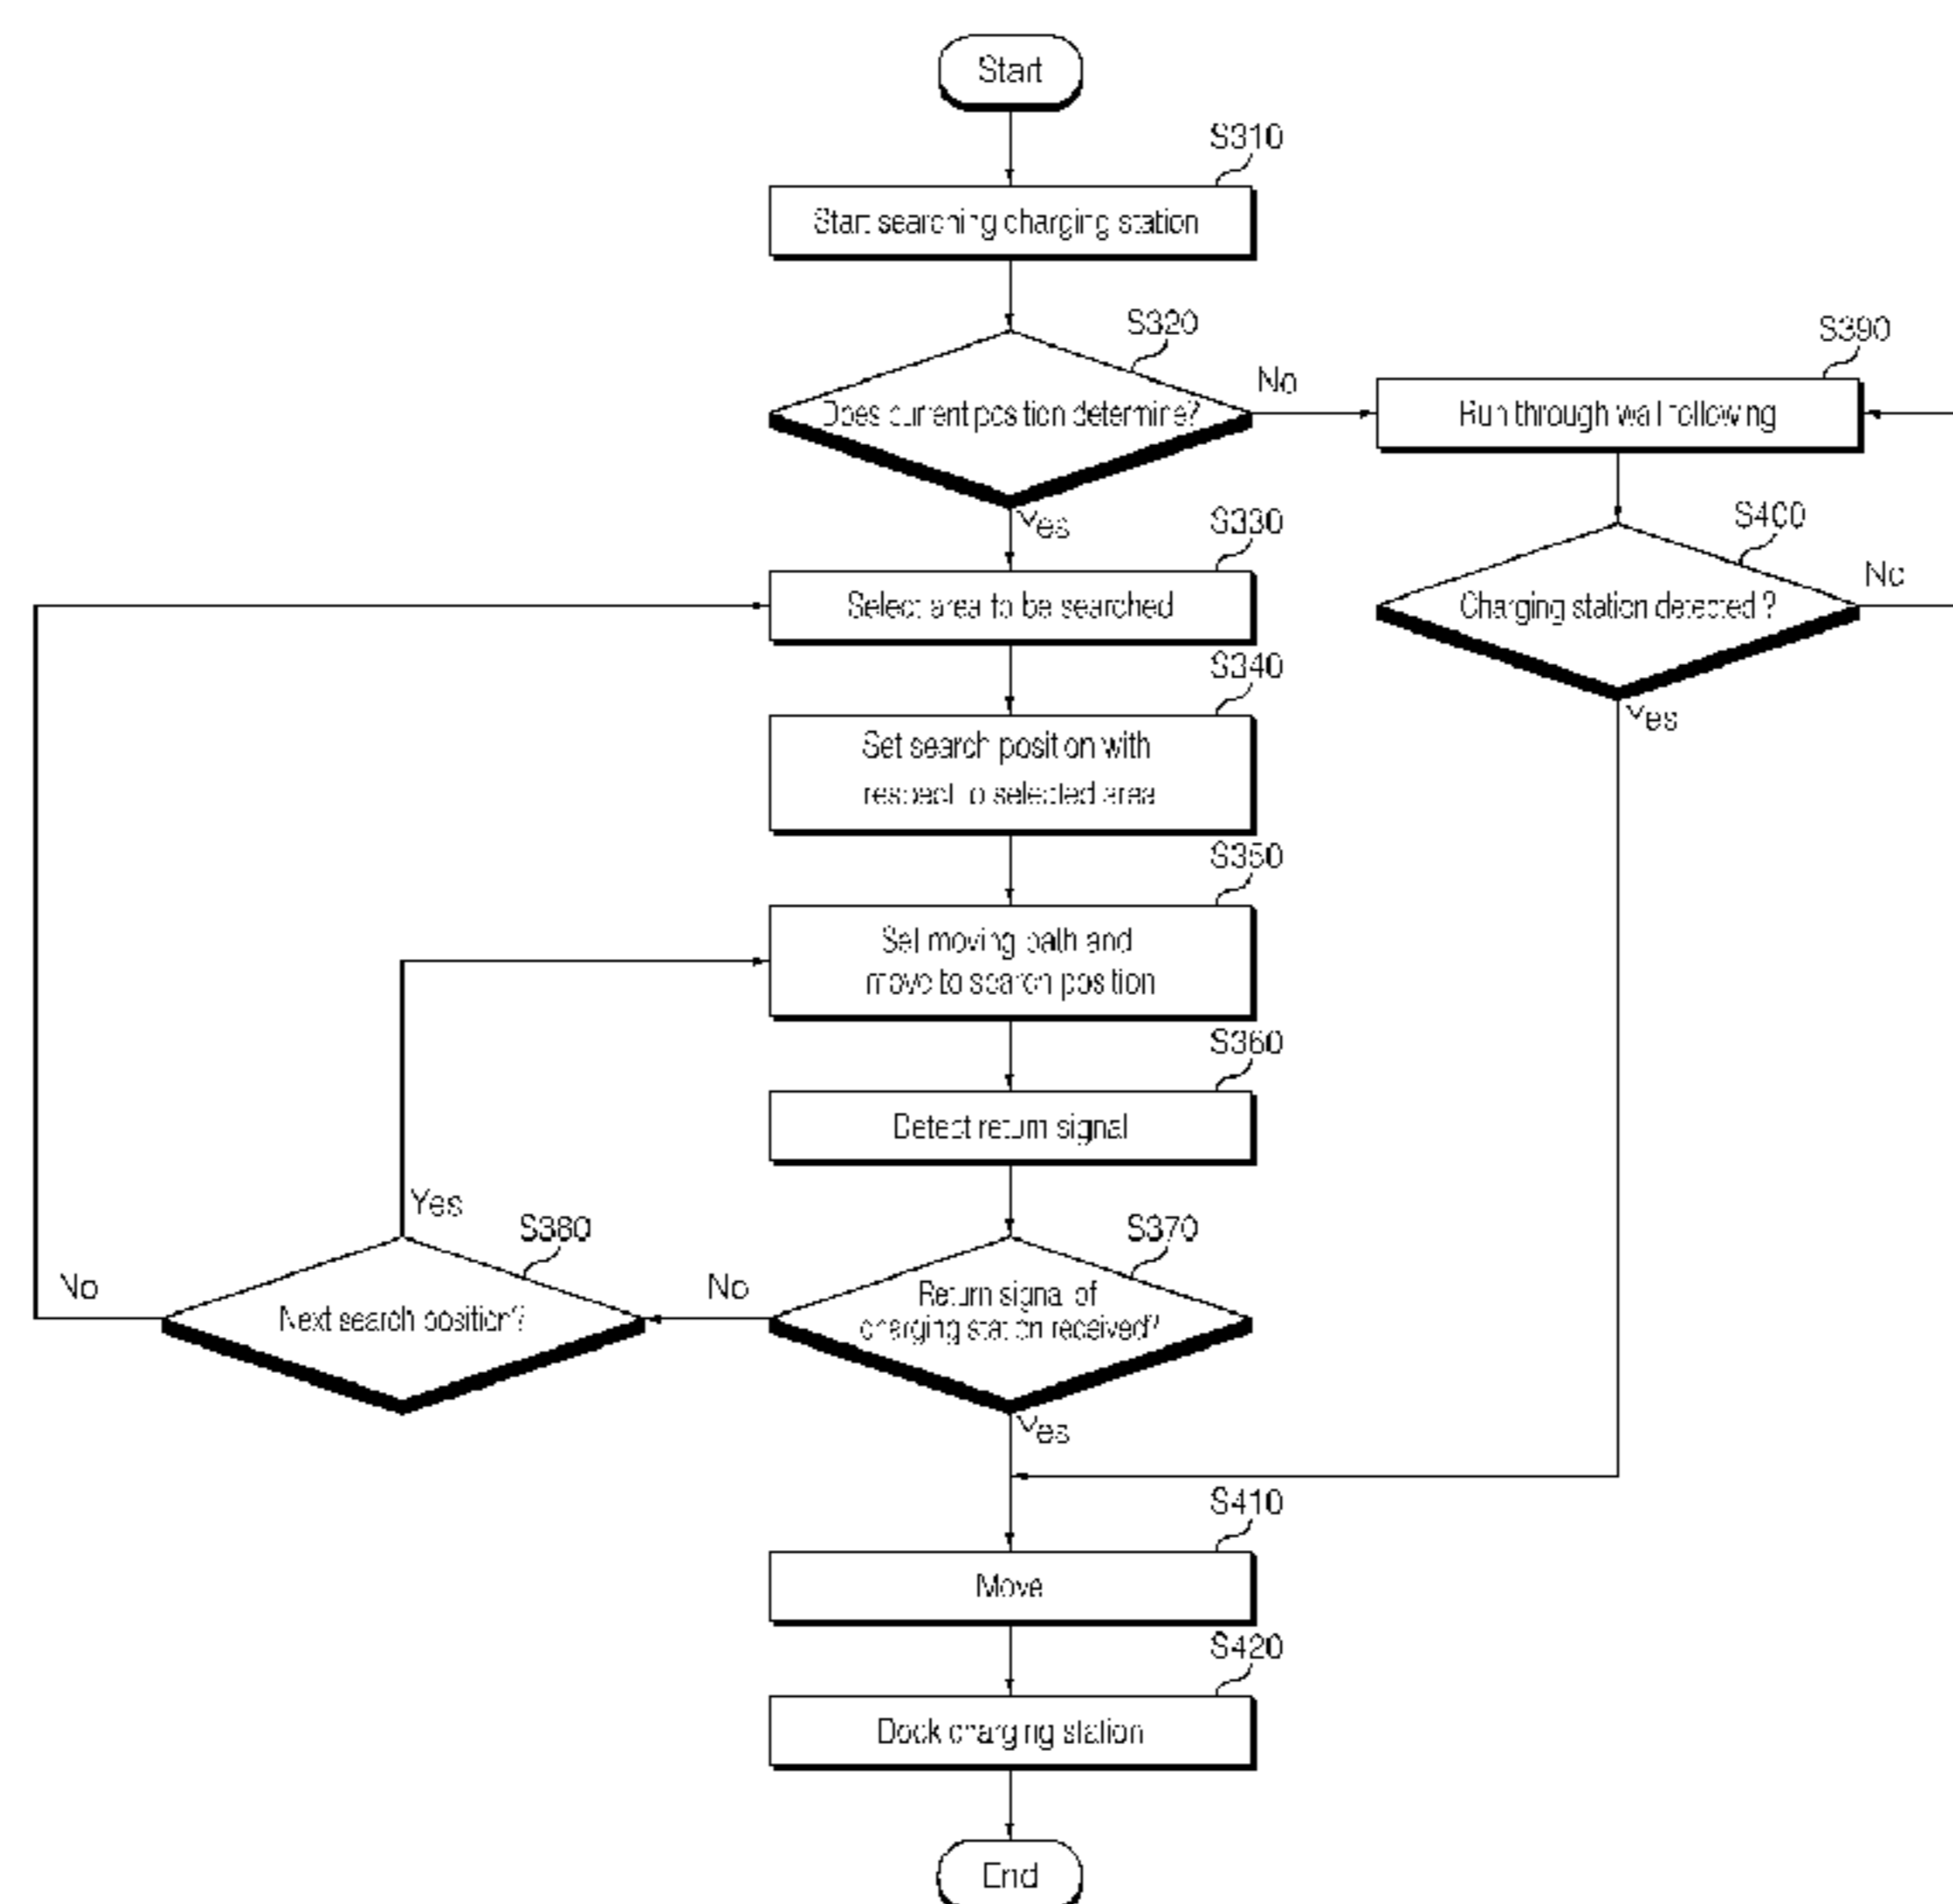 Start
S310
Start searching charging station
S320
Does current position determine?
No
Yes
S390
Run through wall following
S400
Charging station detected ?
No
Yes
S330
Select area to be searched
S340
Set search position with
respect to selected area
S350
Set moving path and
move to search position
S360
Detect return signal
S370
Return signal of
charging station received?
No
Yes
S380
Next search position?
Yes
No
S410
Move
S420
Dock charging station
End